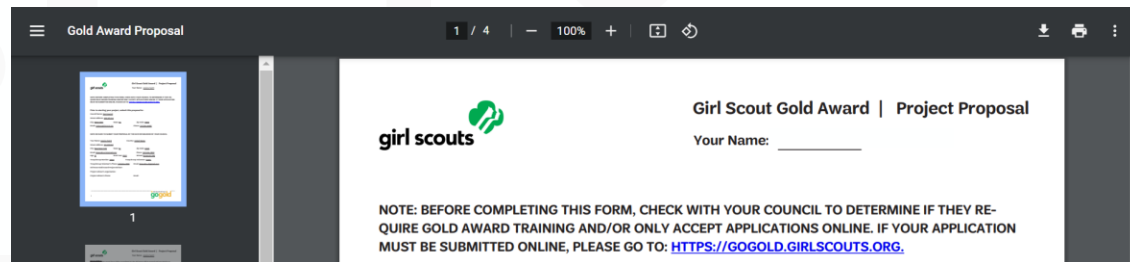 Gold Award Proposal
1 / 4
100%
girl scouts
Girl Scout Gold Award | Project Proposal
Your Name:
NOTE: BEFORE COMPLETING THIS FORM, CHECK WITH YOUR COUNCIL TO DETERMINE IF THEY RE-
QUIRE GOLD AWARD TRAINING AND/OR ONLY ACCEPT APPLICATIONS ONLINE. IF YOUR APPLICATION
MUST BE SUBMITTED ONLINE, PLEASE GO TO: HTTPS://GOGOLD.GIRLSCOUTS.ORG.
1